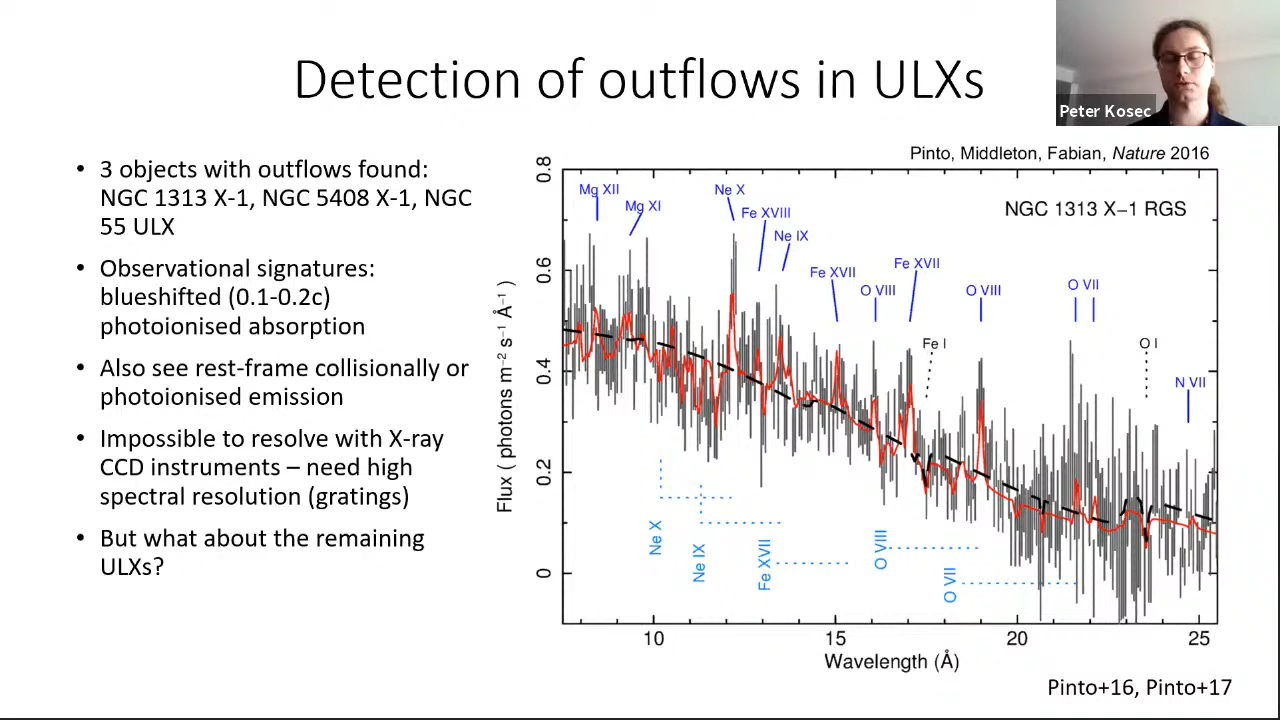 Detection of outflows in ULXs
Peter Kosec
• 3 objects with outflows found:
NGC 1313 X-1, NGC 5408 X-1, NGC
55 ULX
• Observational signatures:
blueshifted (0.1-0.2c)
photoionised absorption
• Also see rest-frame collisionally or
photoionised emission
• Impossible to resolve with X-ray
CCD instruments – need high
spectral resolution (gratings)
• But what about the remaining
ULXs?
Pinto, Middleton, Fabian, Nature 2016
NGC 1313 X−1 RGS
Mg XII
Mg XI
Ne X
Fe XVIII
Ne IX
Fe XVII
O VIII
Fe XVII
O VIII
O VII
Fe I
O I
N VII
Ne X
Ne IX
Fe XVII
O VIII
O VII
0.8
0.6
0.4
0.2
0
Flux ( photons m⁻² s⁻¹ Å⁻¹ )
10
15
20
25
Wavelength (Å)
Pinto+16, Pinto+17